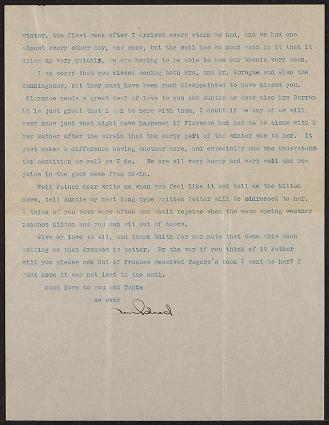 winter, the first week after I arrived every storm we had, and we had one
almost every other day, was snow, but the soil has so much sand in it that it
dries up very quickly, we are hoping to be able to use our wheels very soon.
I am sorry that you missed seeing both Mrs. and Mr. Sprague and also the
Cunninghams, but they must have been much disappointed to have missed you.
Florence sends a great deal of love to you and Auntie as does also Mrs Barron
it is just great that I can be here with them, I doubt if any of us will
ever know just what might have happened if Florence had had to be alone with
her Mother after the strain that the early part of the winter was to her. It
just makes a difference having another here, and especially one who understands
the condition as well as I do. We are all very happy and very well and re-
joice in the good news from Edwin.
Well Father dear write me when you feel like it and tell me the Milton
news, tell Auntie my next long type written letter will be addressed to her.
I think of you both very often and shall rejoice when the warm spring weather
reaches Milton and you can sit out of doors.
Give my love to all, and thank Edith for her note that came this noon
telling me that Frances is better. By the way if you think of it Father
will you please ask Sai if Frances received Tagore's book I sent to her? I
just hope it was not lost in the mail.
Much love to you and Tante
as ever